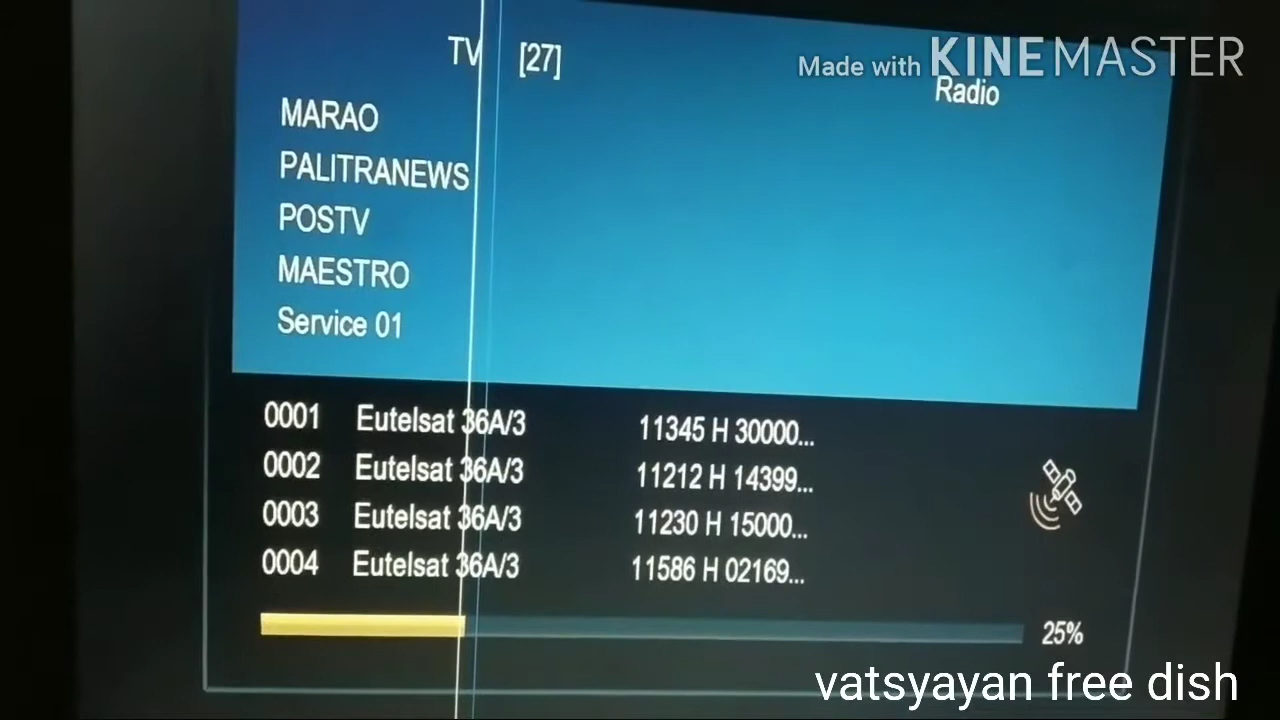 TV [27]
Made with KINEMASTER
Radio
MARAO
PALITRANEWS
POSTV
MAESTRO
Service 01
0001 Eutelsat 36A/3 11345 H 30000...
0002 Eutelsat 36A/3 11212 H 14399...
0003 Eutelsat 36A/3 11230 H 15000...
0004 Eutelsat 36A/3 11586 H 02169...
25%
vatsyayan free dish